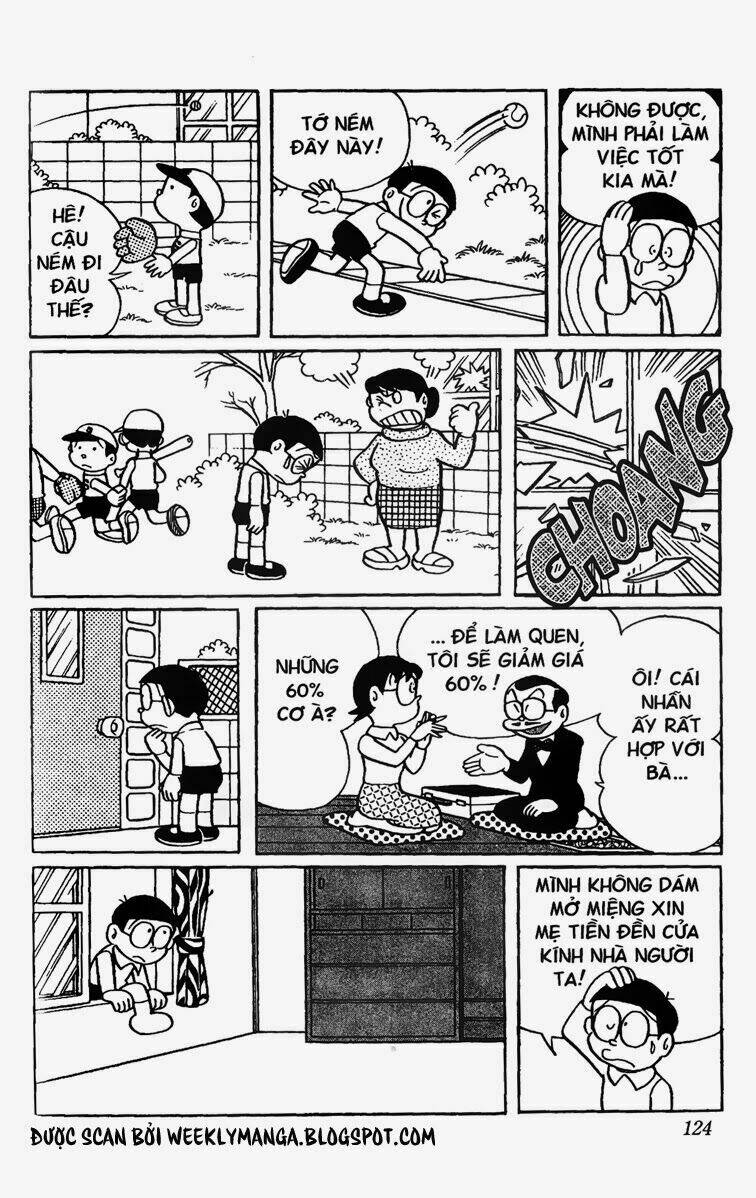 HÊ!
CẬU
NÉM ĐI
ĐÂU
THẾ?
TỚ NÉM
ĐÂY NÀY!
KHÔNG ĐƯỢC,
MÌNH PHẢI LÀM
VIỆC TỐT
KIA MÀ!
CHOANG
NHỮNG
60%
CƠ À?
... ĐỂ LÀM QUEN,
TÔI SẼ GIẢM GIÁ
60%!
ÔI! CÁI
NHẪN
ẤY RẤT
HỢP VỚI
BÀ...
MÌNH KHÔNG DÁM
MỞ MIỆNG XIN
MẸ TIỀN ĐỀN CỬA
KÍNH NHÀ NGƯỜI
TA!
ĐƯỢC SCAN BỞI WEEKLYMANGA.BLOGSPOT.COM
124